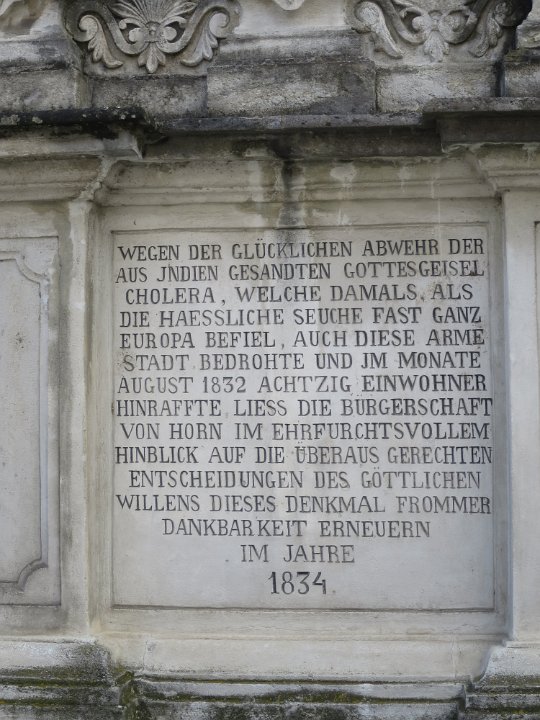 WEGEN DER GLÜCKLICHEN ABWEHR DER
AUS JNDIEN GESANDTEN GOTTESGEISEL
CHOLERA, WELCHE DAMALS, ALS
DIE HAESSLICHE SEUCHE FAST GANZ
EUROPA BEFIEL, AUCH DIESE ARME
STADT BEDROHTE UND JM MONATE
AUGUST 1832 ACHTZIG EINWOHNER
HINRAFFTE, LIESS DIE BÜRGERSCHAFT
VON HORN IM EHRFURCHTSVOLLEM
HINBLICK AUF DIE ÜBERAUS GERECHTEN
ENTSCHEIDUNGEN DES GÖTTLICHEN
WILLENS DIESES DENKMAL FROMMER
DANKBARKEIT ERNEUERN
IM JAHRE
1834